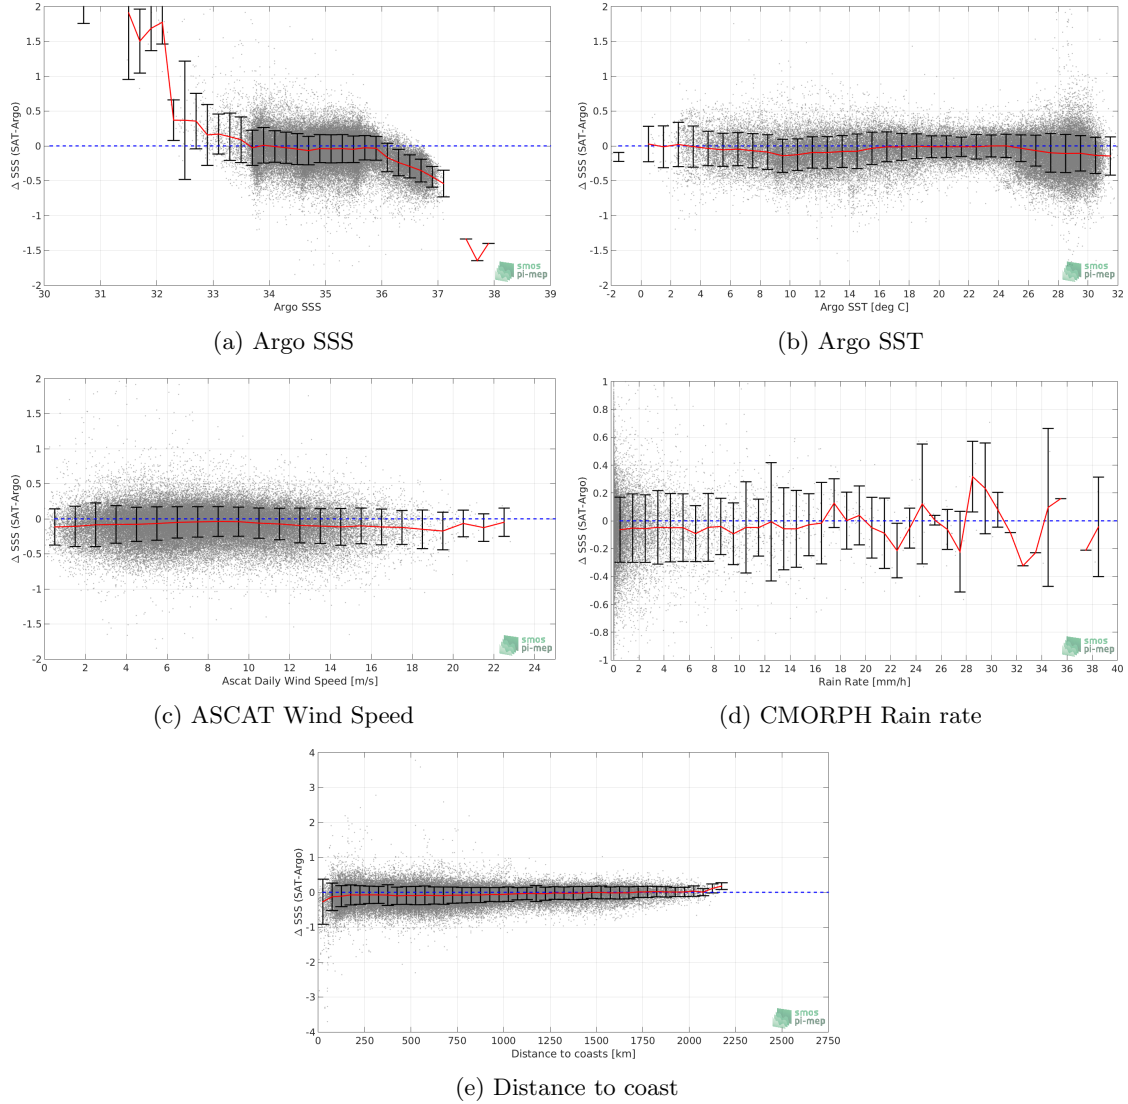 2
1.5
1
0.5
0
-0.5
-1
-1.5
-2
Δ SSS (SAT-Argo)
30 31 32 33 34 35 36 37 38 39
Argo SSS
smos
pi-mep
(a) Argo SSS
2
1.5
1
0.5
0
-0.5
-1
-1.5
-2
Δ SSS (SAT-Argo)
-2 0 2 4 6 8 10 12 14 16 18 20 22 24 26 28 30 32
Argo SST [deg C]
smos
pi-mep
(b) Argo SST
2
1.5
1
0.5
0
-0.5
-1
-1.5
-2
Δ SSS (SAT-Argo)
0 2 4 6 8 10 12 14 16 18 20 22 24
Ascat Daily Wind Speed [m/s]
smos
pi-mep
(c) ASCAT Wind Speed
1
0.8
0.6
0.4
0.2
0
-0.2
-0.4
-0.6
-0.8
-1
Δ SSS (SAT-Argo)
0 2 4 6 8 10 12 14 16 18 20 22 24 26 28 30 32 34 36 38 40
Rain Rate [mm/h]
smos
pi-mep
(d) CMORPH Rain rate
4
3
2
1
0
-1
-2
-3
-4
Δ SSS (SAT-Argo)
0 250 500 750 1000 1250 1500 1750 2000 2250 2500 2750
Distance to coasts [km]
smos
pi-mep
(e) Distance to coast